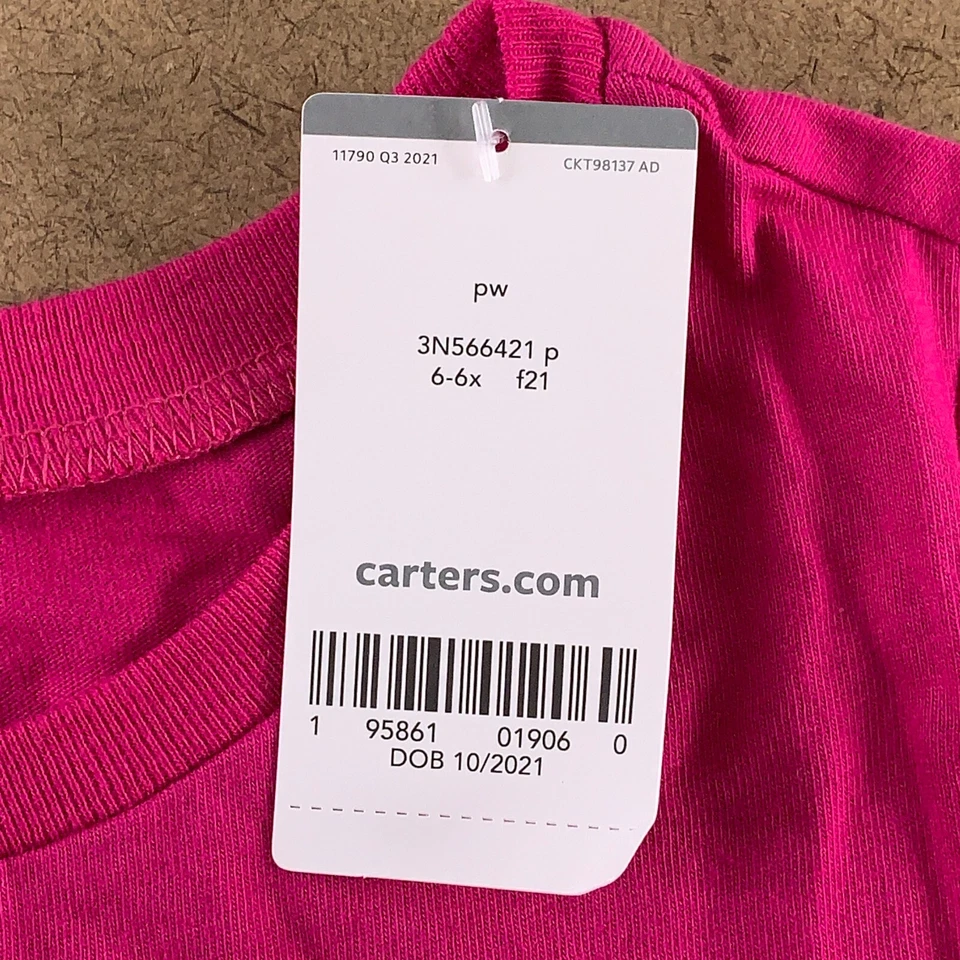 11790 Q3 2021
CKT98137 AD
pw
3N566421 p
6-6x f21
carters.com
1 95861 01906 0
DOB 10/2021